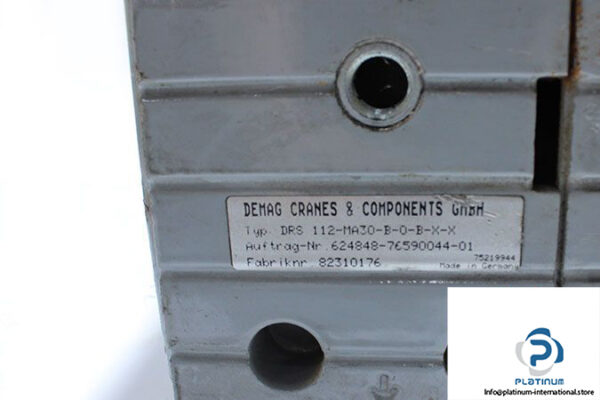 DEMAG CRANES & COMPONENTS GMBH
Typ DRS 112-MA30-B-0-B-X-X
Auftrag-Nr. 624848-76590044-01
75219944
Fabriknr. 82310176 Made in Germany
PLATINUM
https://platinum-international.store